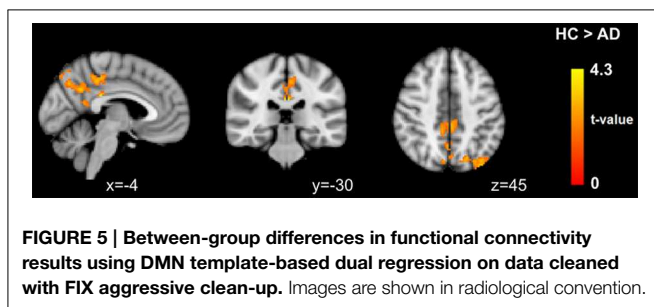 HC > AD
4.3
t-value
0
x=-4
y=-30
z=45
FIGURE 5 | Between-group differences in functional connectivity
results using DMN template-based dual regression on data cleaned
with FIX aggressive clean-up. Images are shown in radiological convention.